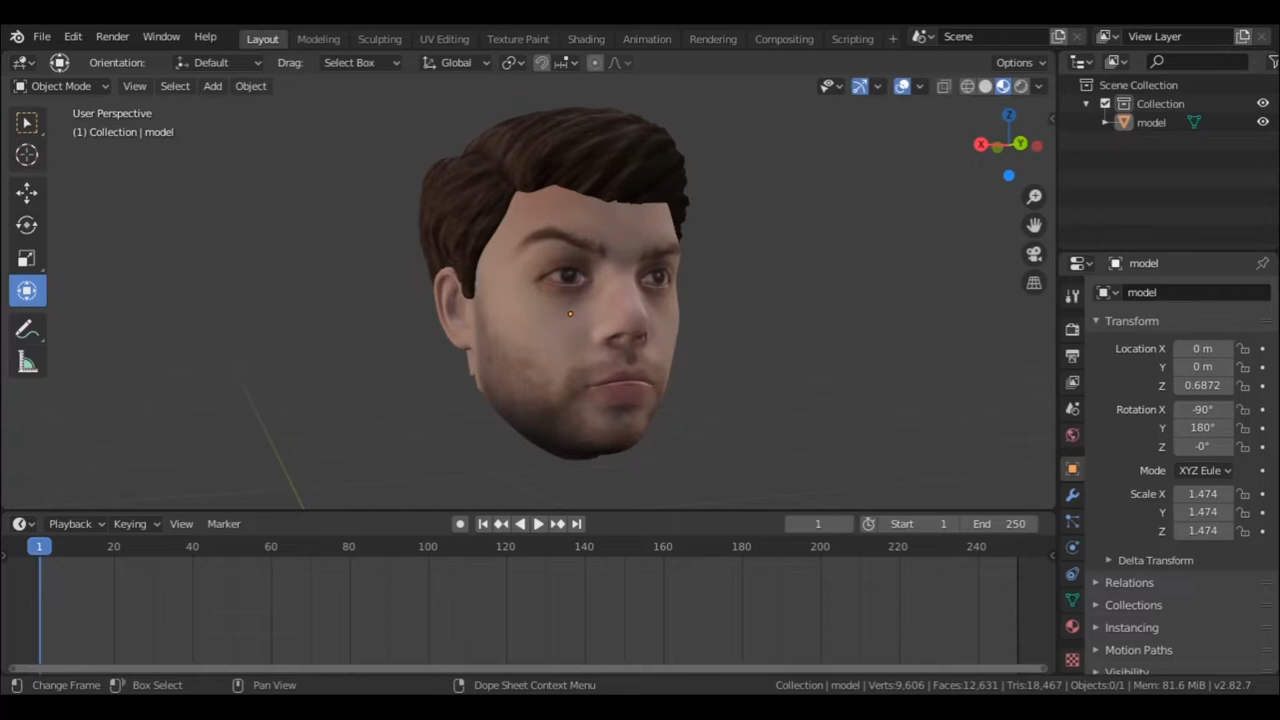 File Edit Render Window Help Layout Modeling Sculpting UV Editing Texture Paint Shading Animation Rendering Compositing Scripting + Scene View Layer
Orientation: Default Drag: Select Box Global Options
Object Mode View Select Add Object
User Perspective
(1) Collection | model
Z
X
Y
Scene Collection
Collection
model
model
model
Transform
Location X 0 m
Y 0 m
Z 0.6872
Rotation X -90°
Y 180°
Z -0°
Mode XYZ Eule
Scale X 1.474
Y 1.474
Z 1.474
Delta Transform
Relations
Collections
Instancing
Motion Paths
Visibility
Playback Keying View Marker 1 Start 1 End 250
1 20 40 60 80 100 120 140 160 180 200 220 240
Change Frame Box Select Pan View Dope Sheet Context Menu Collection | model | Verts:9,606 | Faces:12,631 | Tris:18,467 | Objects:0/1 | Mem: 81.6 MiB | v2.82.7